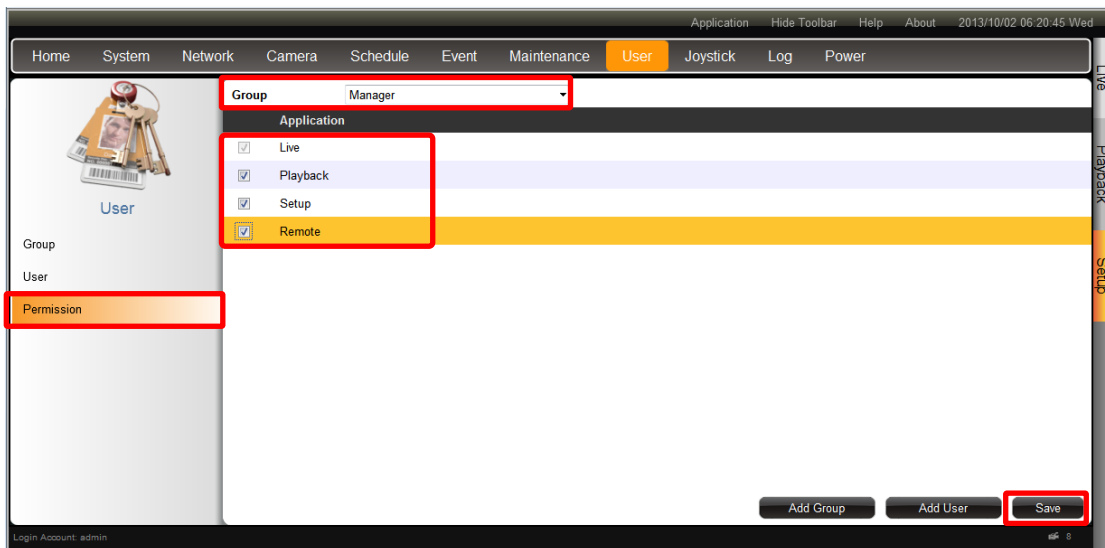 Application Hide Toolbar Help About 2013/10/02 06:20:45 Wed
Home System Network Camera Schedule Event Maintenance User Joystick Log Power
Live
Playback
Setup
User
Group
User
Permission
Group Manager
Application
Live
Playback
Setup
Remote
Add Group Add User Save
Login Account: admin 8